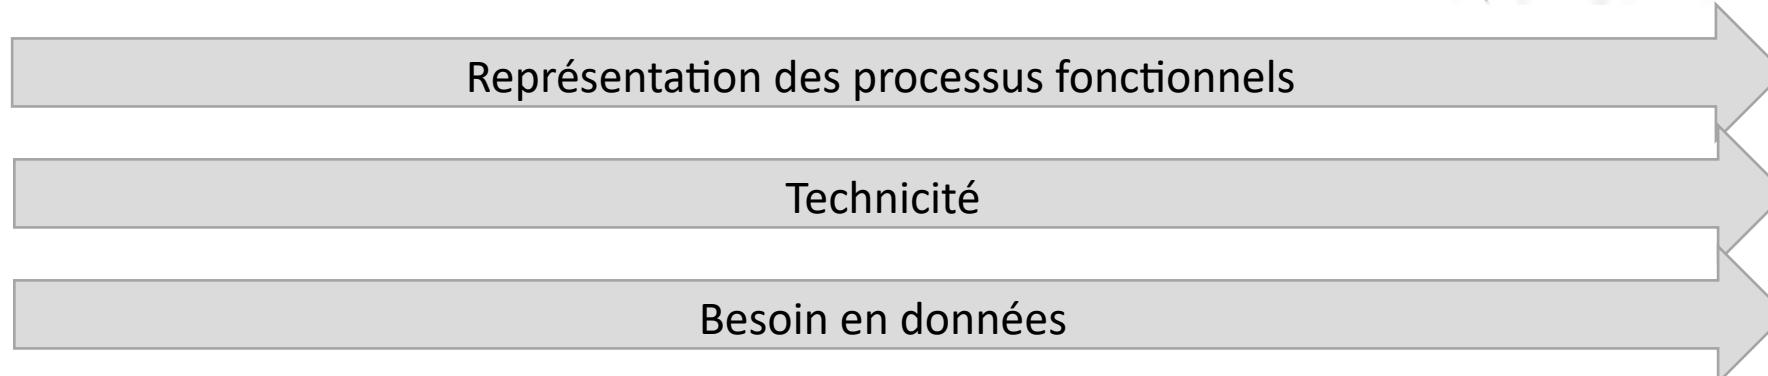 Représentation des processus fonctionnels
Technicité
Besoin en données